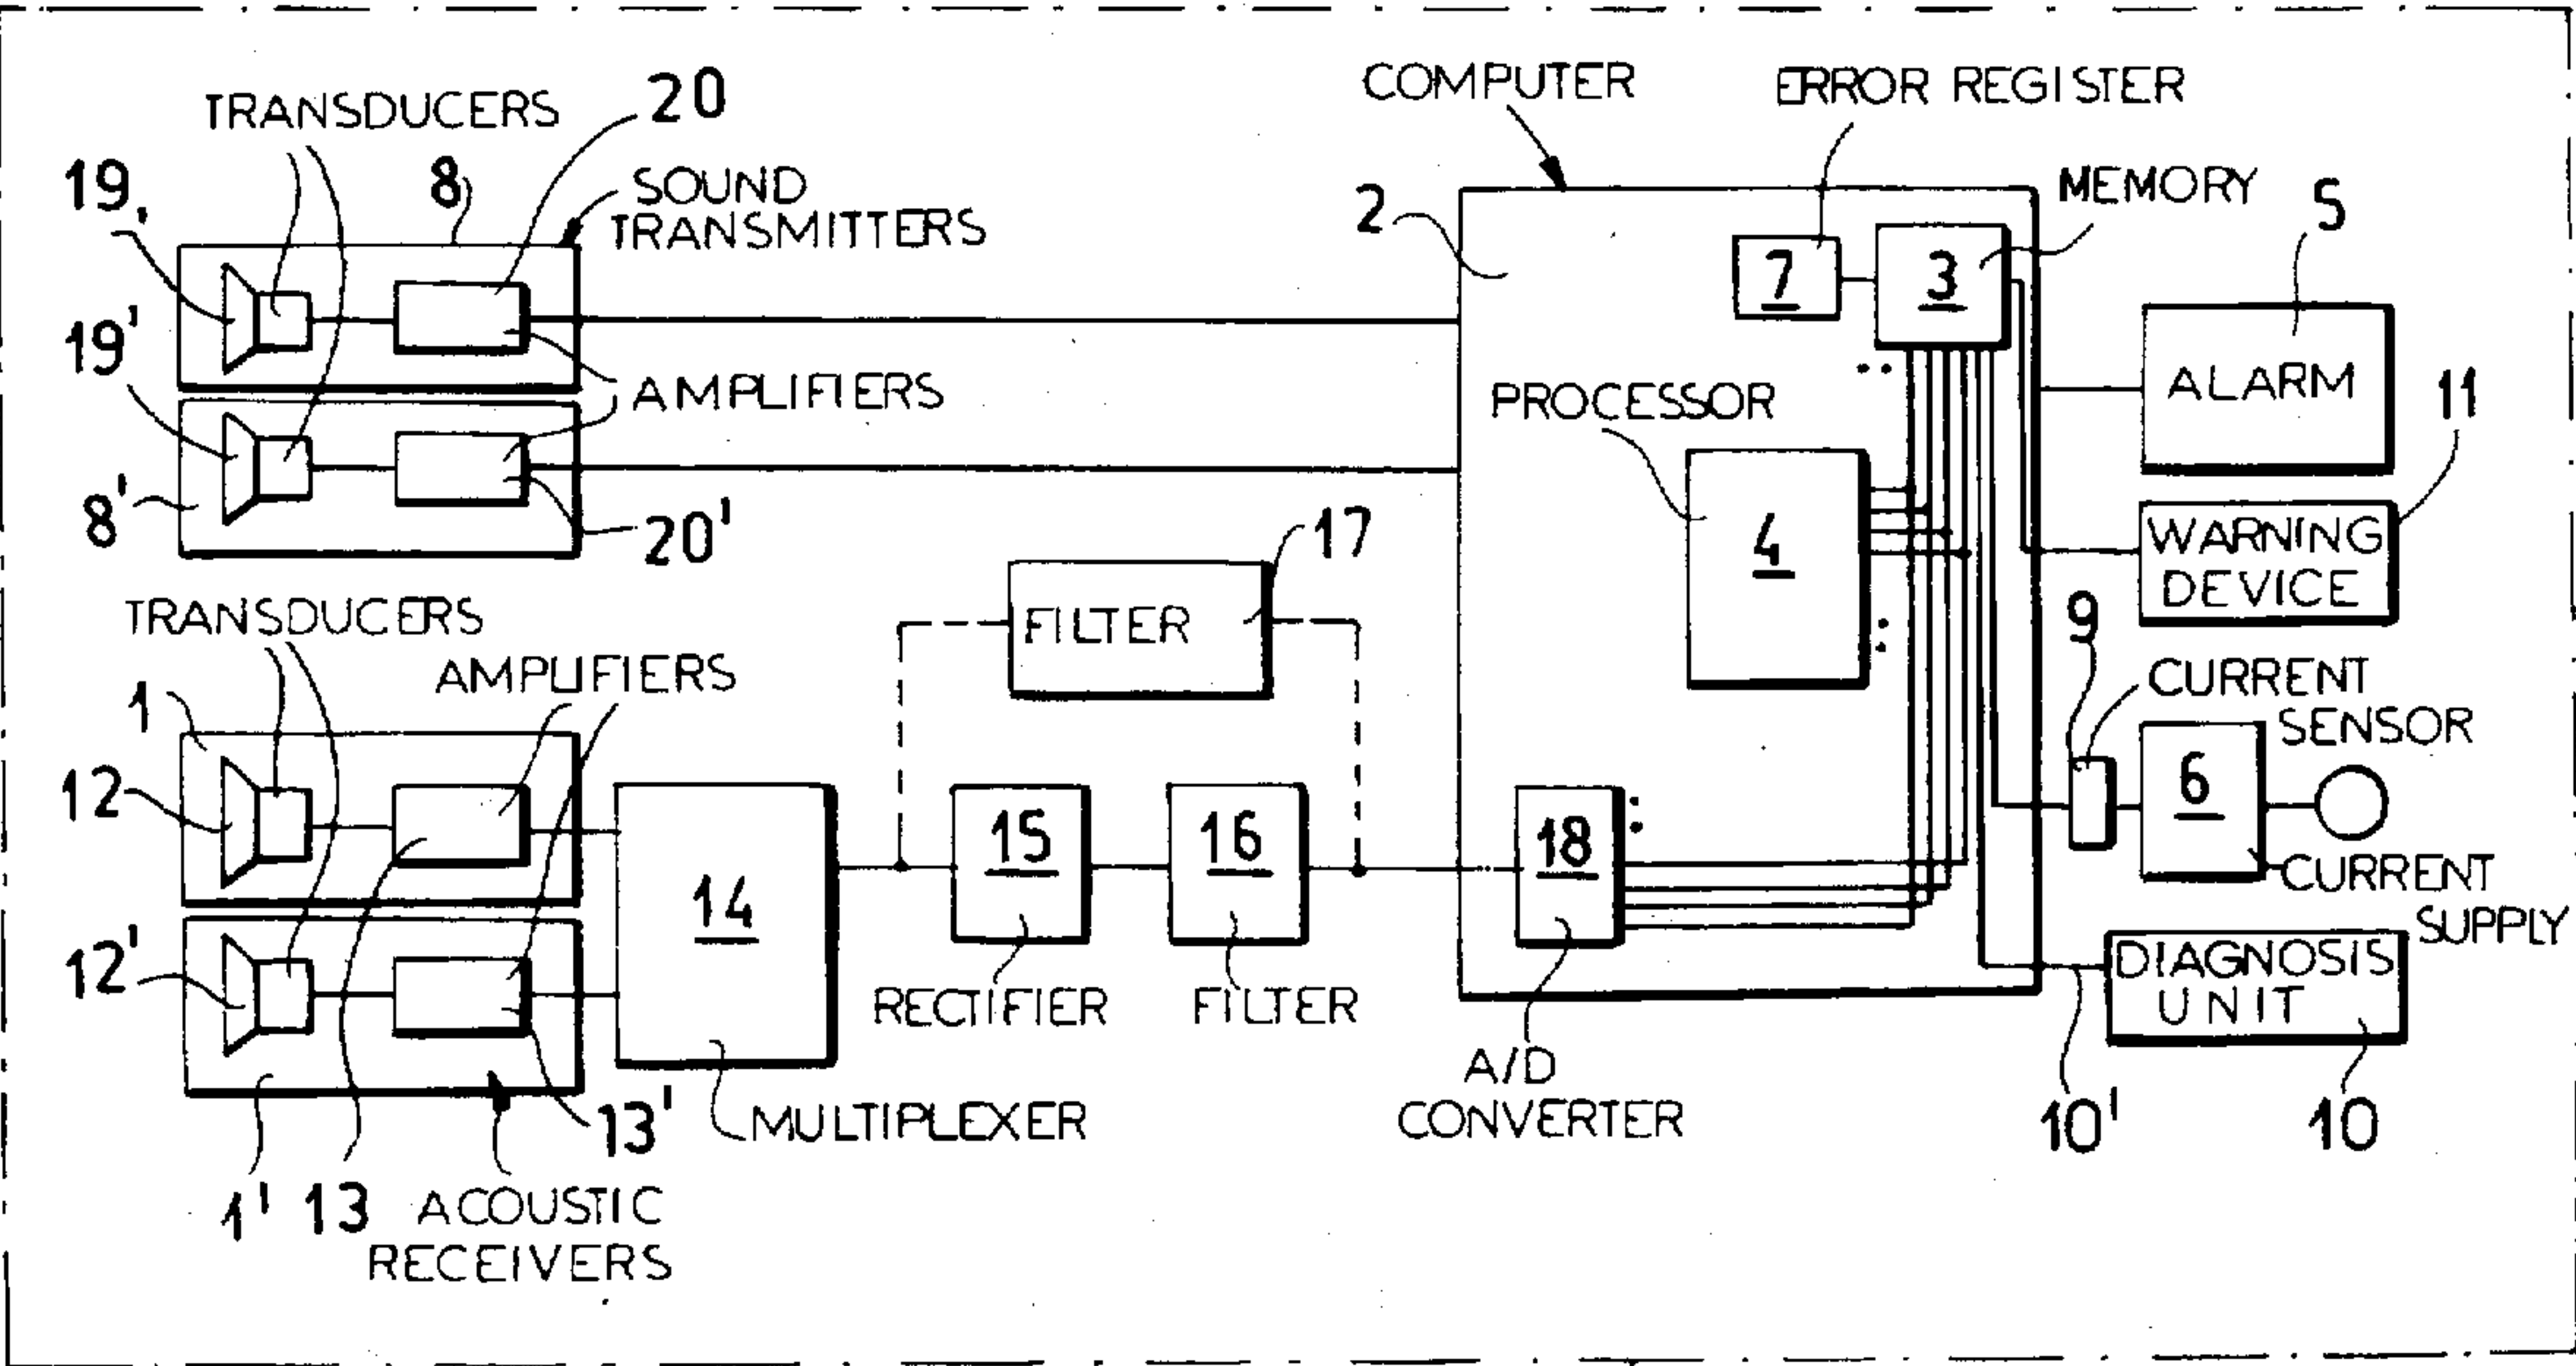 TRANSDUCERS
20
COMPUTER
ERROR REGISTER
19
8
SOUND
TRANSMITTERS
2
MEMORY
5
7
3
19'
AMPLIFIERS
PROCESSOR
ALARM
11
8'
20'
17
4
WARNING
DEVICE
TRANSDUCERS
FILTER
9
AMPLIFIERS
CURRENT
SENSOR
1
12
14
15
16
18
6
CURRENT
SUPPLY
12'
RECTIFIER
FILTER
DIAGNOSIS
UNIT
A/D
CONVERTER
MULTIPLEXER
13'
10'
10
1'
13
ACOUSTIC
RECEIVERS